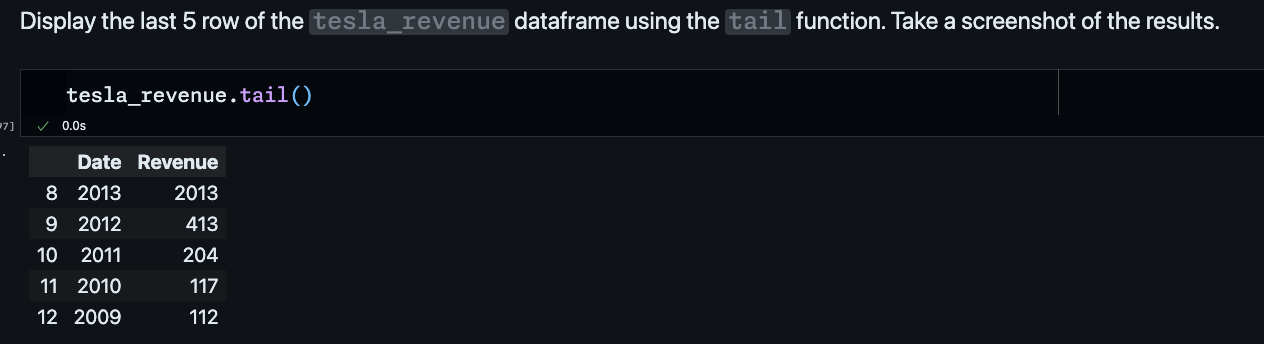 Display the last 5 row of the tesla_revenue dataframe using the tail function. Take a screenshot of the results.
tesla_revenue.tail()
97] ✓ 0.0s
Date Revenue
8 2013 2013
9 2012 413
10 2011 204
11 2010 117
12 2009 112